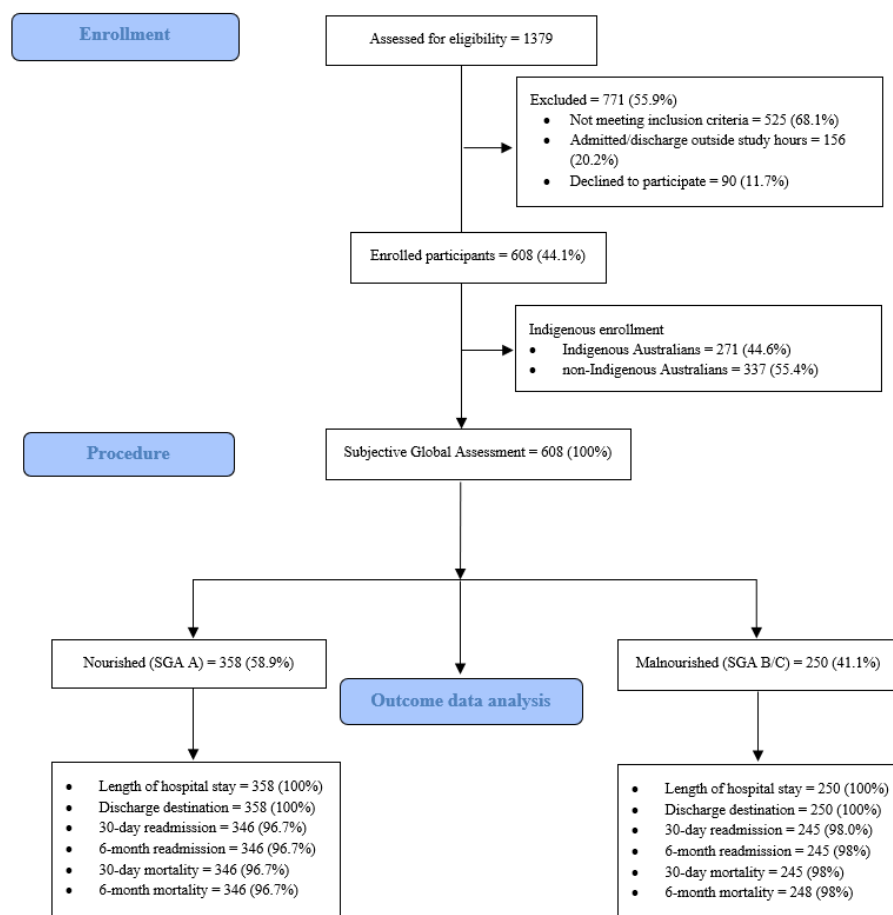 Enrollment
Assessed for eligibility = 1379
Excluded = 771 (55.9%)
• Not meeting inclusion criteria = 525 (68.1%)
• Admitted/discharge outside study hours = 156
(20.2%)
• Declined to participate = 90 (11.7%)
Enrolled participants = 608 (44.1%)
Indigenous enrollment
• Indigenous Australians = 271 (44.6%)
• non-Indigenous Australians = 337 (55.4%)
Procedure
Subjective Global Assessment = 608 (100%)
Nourished (SGA A) = 358 (58.9%)
Malnourished (SGA B/C) = 250 (41.1%)
Outcome data analysis
• Length of hospital stay = 358 (100%)
• Discharge destination = 358 (100%)
• 30-day readmission = 346 (96.7%)
• 6-month readmission = 346 (96.7%)
• 30-day mortality = 346 (96.7%)
• 6-month mortality = 346 (96.7%)
• Length of hospital stay = 250 (100%)
• Discharge destination = 250 (100%)
• 30-day readmission = 245 (98.0%)
• 6-month readmission = 245 (98%)
• 30-day mortality = 245 (98%)
• 6-month mortality = 248 (98%)